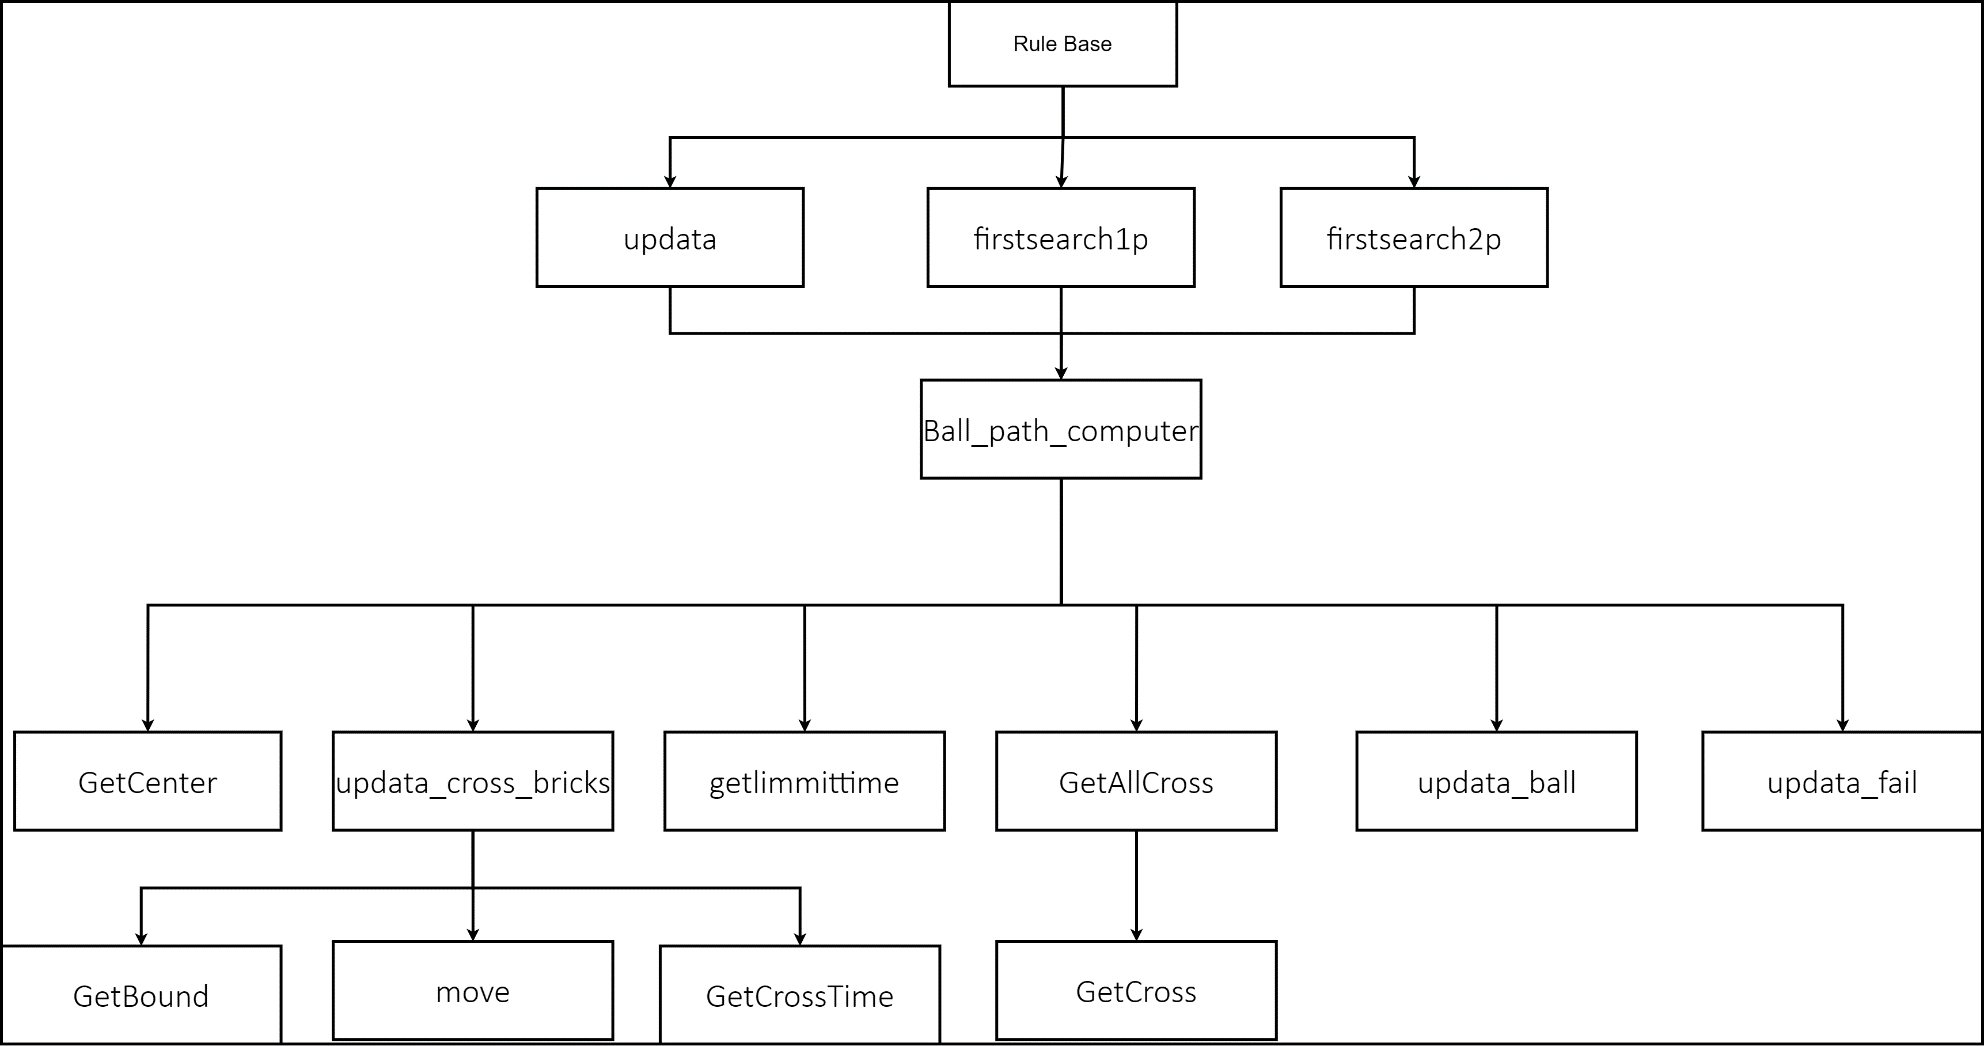 Rule Base
updata
firstsearch1p
firstsearch2p
Ball_path_computer
GetCenter
updata_cross_bricks
getlimmittime
GetAllCross
updata_ball
updata_fail
GetBound
move
GetCrossTime
GetCross